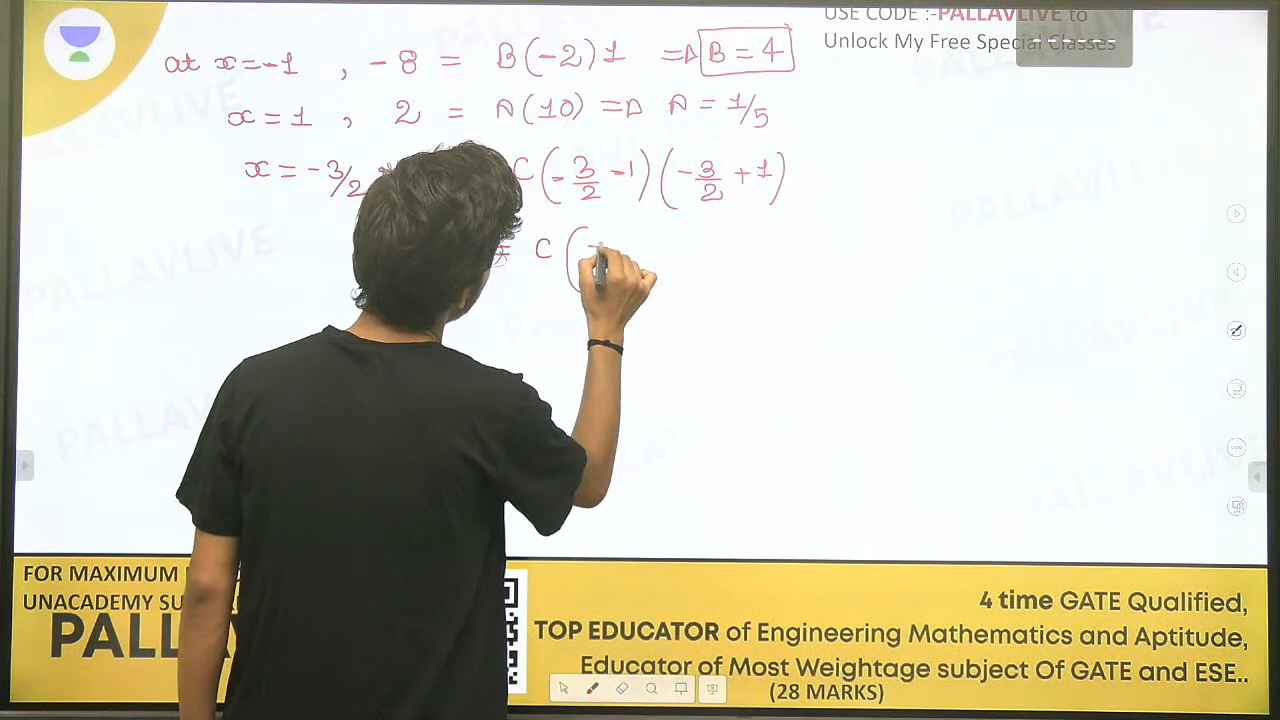 USE CODE :-PALLAVLIVE to
Unlock My Free Special Classes
at x=-1 , -8 = B(-2)1 => B = 4
x=1 , 2 = A(10) => A = 1/5
x=-3/2 C(-3/2 -1)(-3/2 +1)
= C(
FOR MAXIMUM
UNACADEMY SU
PALL
4 time GATE Qualified,
TOP EDUCATOR of Engineering Mathematics and Aptitude,
Educator of Most Weightage subject Of GATE and ESE..
(28 MARKS)